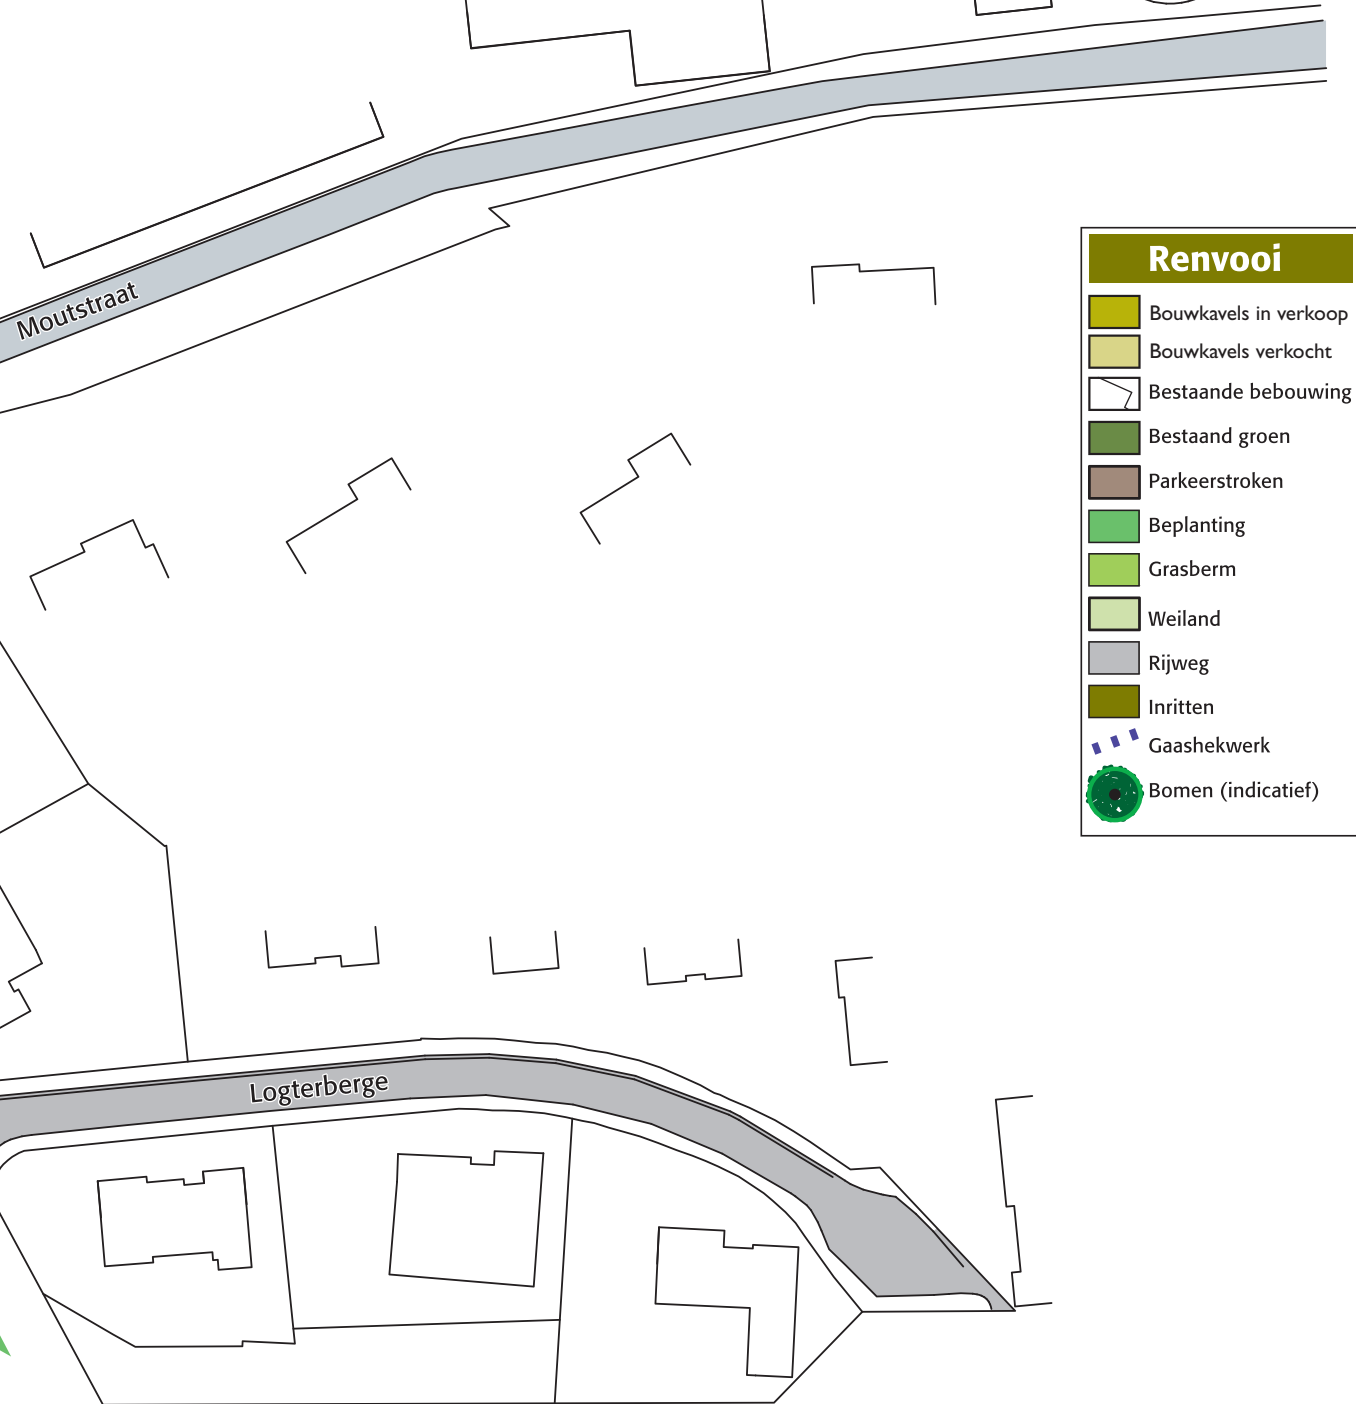 Moutstraat
Renvooi
Bouwkavels in verkoop
Bouwkavels verkocht
Bestaande bebouwing
Bestaand groen
Parkeerstroken
Beplanting
Grasberm
Weiland
Rijweg
Inritten
Gaashekwerk
Bomen (indicatief)
Logterberge